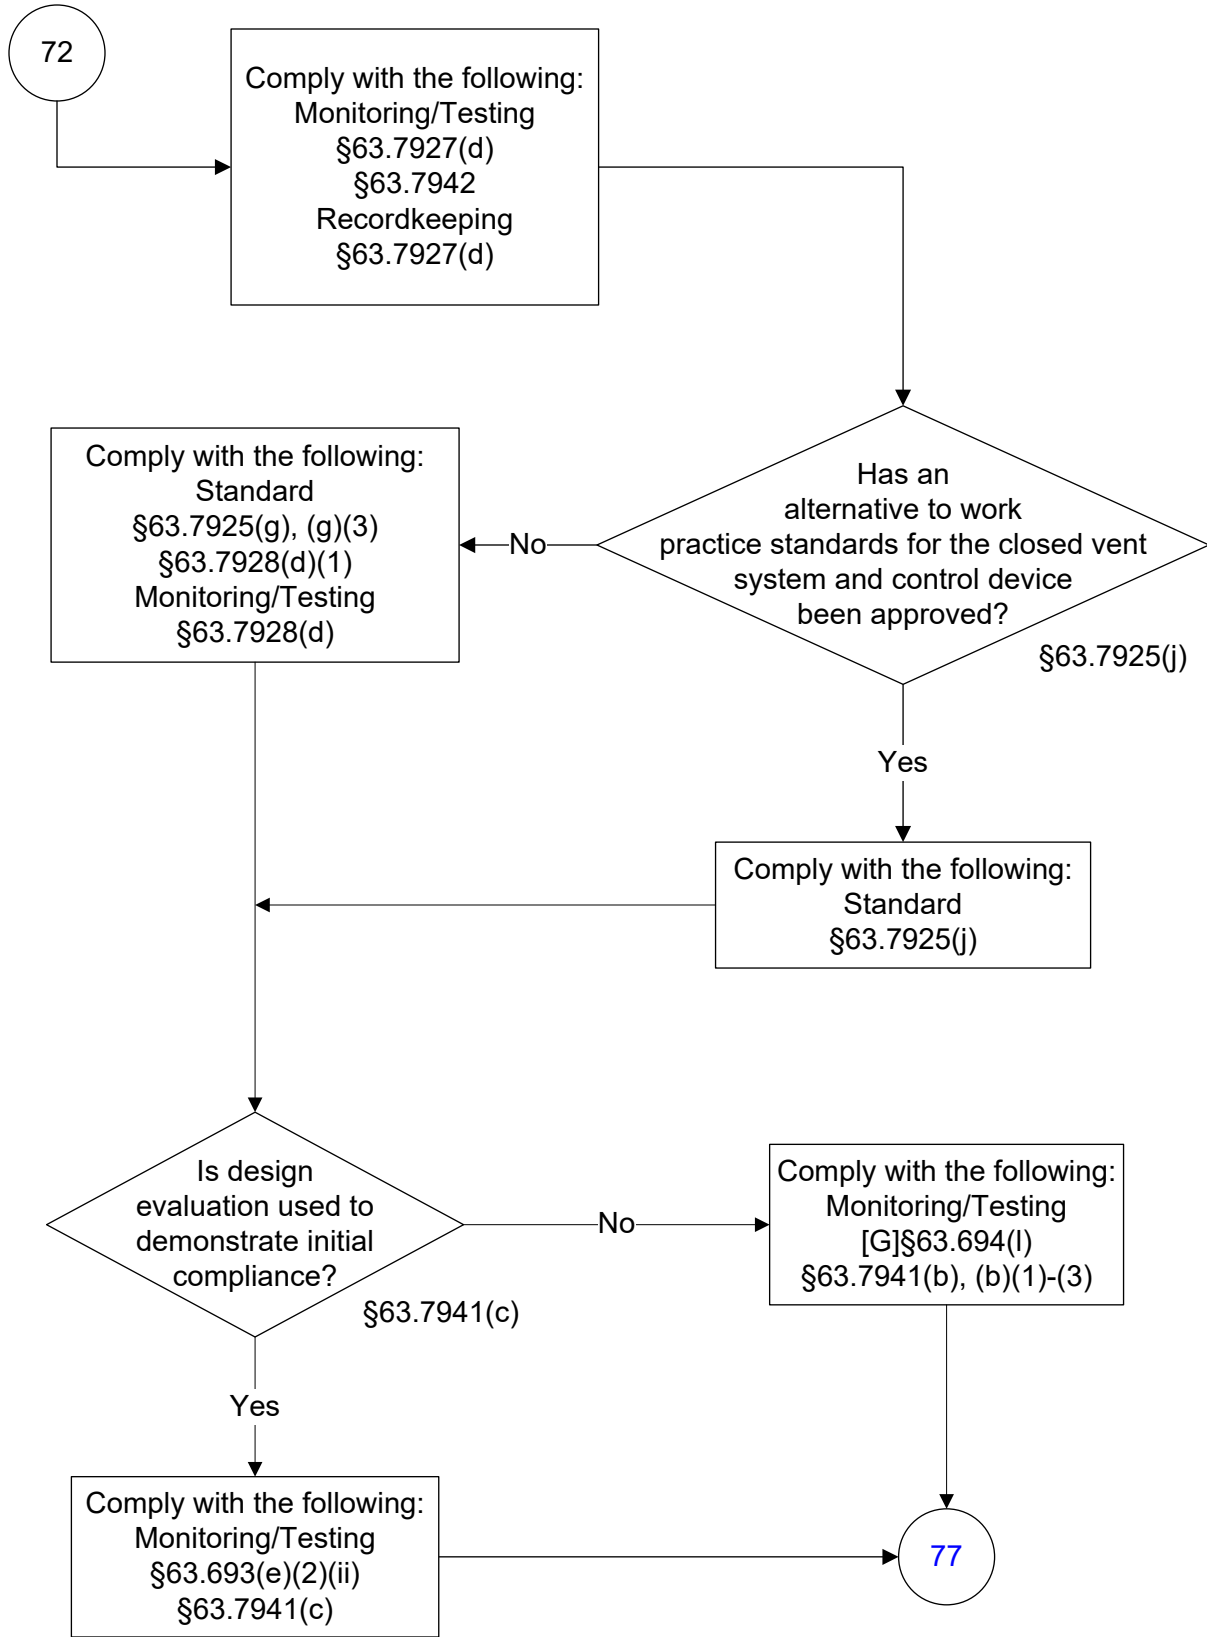 72
Comply with the following:
Monitoring/Testing
§63.7927(d)
§63.7942
Recordkeeping
§63.7927(d)
Has an
alternative to work
practice standards for the closed vent
system and control device
been approved?
§63.7925(j)
No
Comply with the following:
Standard
§63.7925(g), (g)(3)
§63.7928(d)(1)
Monitoring/Testing
§63.7928(d)
Yes
Comply with the following:
Standard
§63.7925(j)
Is design
evaluation used to
demonstrate initial
compliance?
§63.7941(c)
No
Comply with the following:
Monitoring/Testing
[G]§63.694(l)
§63.7941(b), (b)(1)-(3)
Yes
Comply with the following:
Monitoring/Testing
§63.693(e)(2)(ii)
§63.7941(c)
77